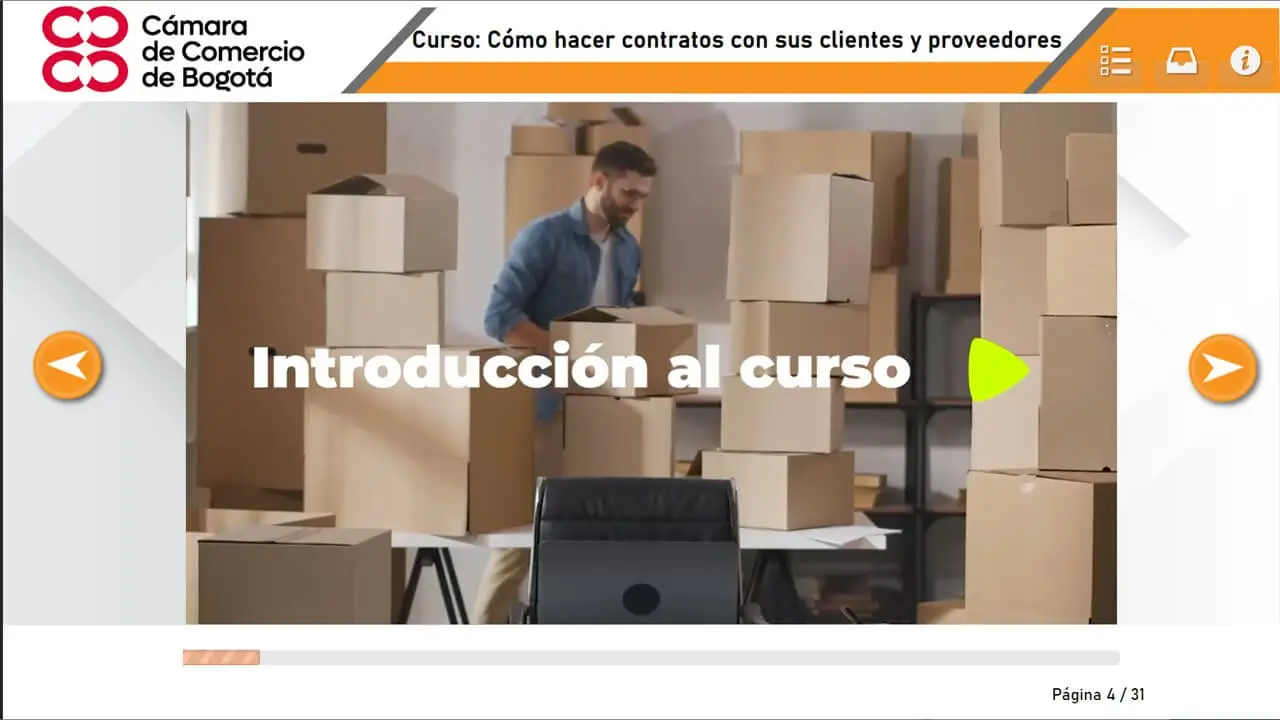 Cámara
de Comercio
de Bogotá
Curso: Cómo hacer contratos con sus clientes y proveedores
Introducción al curso
Página 4 / 31